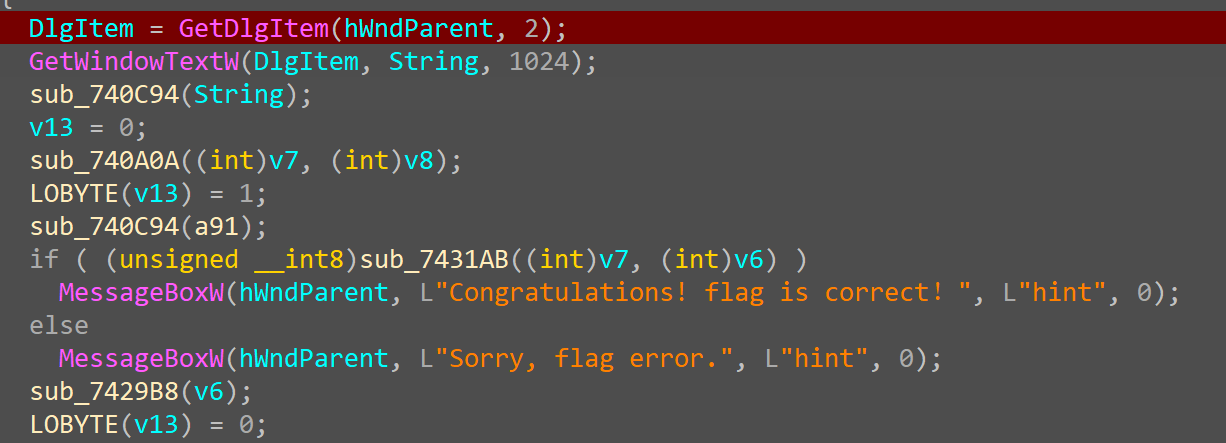 {
DlgItem = GetDlgItem(hWndParent, 2);
GetWindowTextW(DlgItem, String, 1024);
sub_740C94(String);
v13 = 0;
sub_740A0A((int)v7, (int)v8);
LOBYTE(v13) = 1;
sub_740C94(a91);
if ( (unsigned __int8)sub_7431AB((int)v7, (int)v6) )
MessageBoxW(hWndParent, L"Congratulations! flag is correct! ", L"hint", 0);
else
MessageBoxW(hWndParent, L"Sorry, flag error.", L"hint", 0);
sub_7429B8(v6);
LOBYTE(v13) = 0;